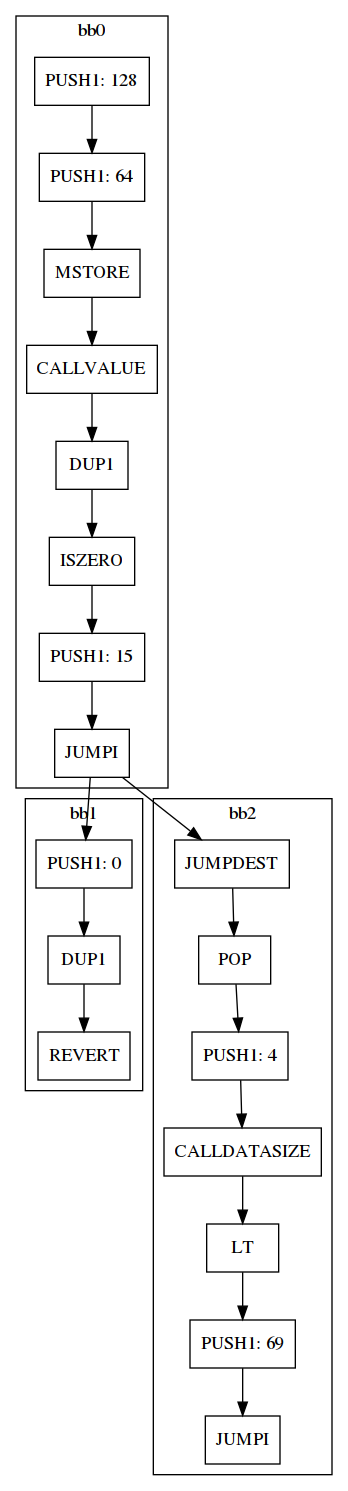 bb0
PUSH1: 128
PUSH1: 64
MSTORE
CALLVALUE
DUP1
ISZERO
PUSH1: 15
JUMPI
bb1
PUSH1: 0
DUP1
REVERT
bb2
JUMPDEST
POP
PUSH1: 4
CALLDATASIZE
LT
PUSH1: 69
JUMPI